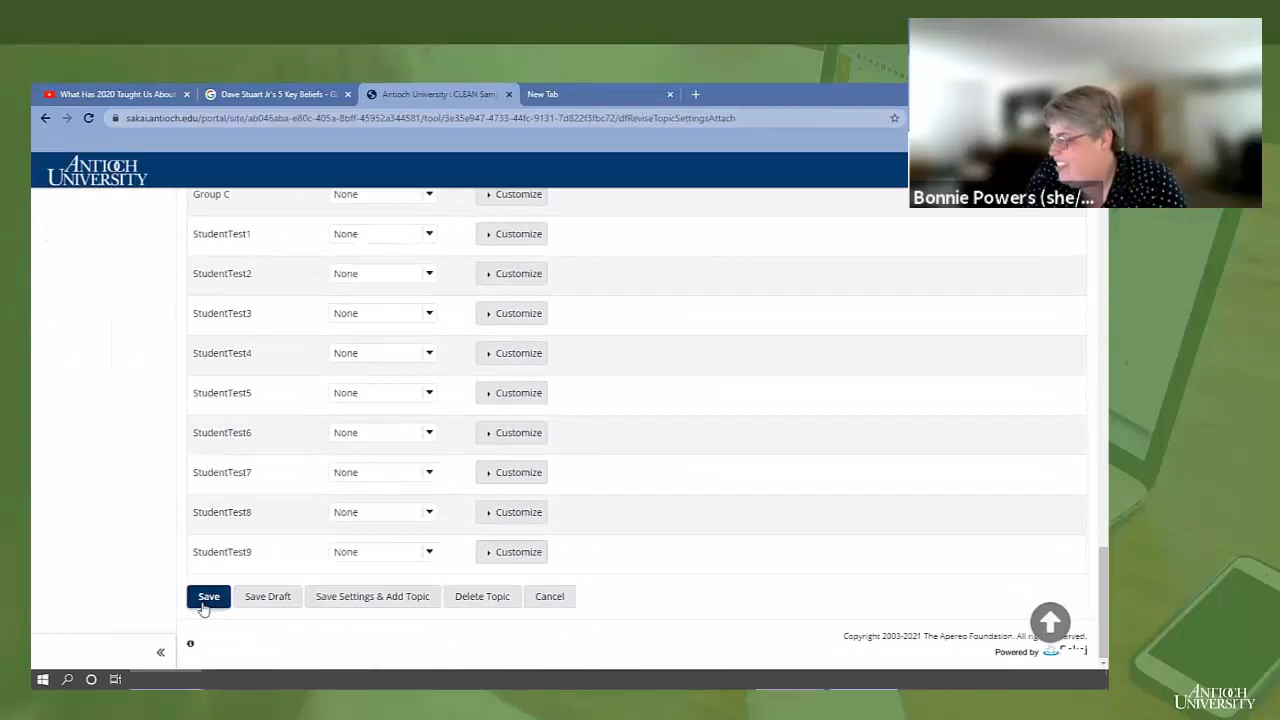 What Has 2020 Taught Us About
Dave Stuart Jr's 5 Key Beliefs - G
Antioch University : CLEAN Sam
New Tab
sakai.antioch.edu/portal/site/ab046aba-e80c-405a-8bff-45952a344581/tool/3e35e947-4733-44fc-9131-7d822f3fbc72/dfReviseTopicSettingsAttach
ANTIOCH
UNIVERSITY
Bonnie Powers (she/...
Group C None Customize
StudentTest1 None Customize
StudentTest2 None Customize
StudentTest3 None Customize
StudentTest4 None Customize
StudentTest5 None Customize
StudentTest6 None Customize
StudentTest7 None Customize
StudentTest8 None Customize
StudentTest9 None Customize
Save Save Draft Save Settings & Add Topic Delete Topic Cancel
Copyright 2003-2021 The Apereo Foundation. All
Powered by Sakai
ANTIOCH
UNIVERSITY